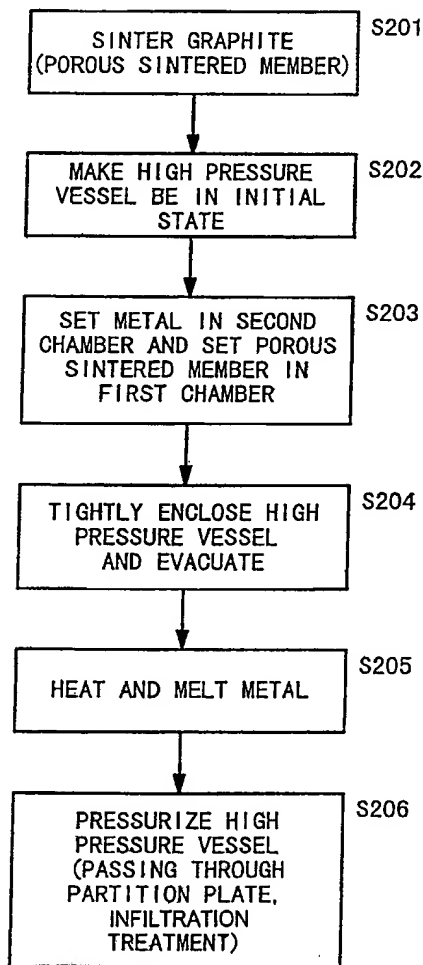 S201
SINTER GRAPHITE
(POROUS SINTERED MEMBER)
S202
MAKE HIGH PRESSURE
VESSEL BE IN INITIAL
STATE
S203
SET METAL IN SECOND
CHAMBER AND SET POROUS
SINTERED MEMBER IN
FIRST CHAMBER
S204
TIGHTLY ENCLOSE HIGH
PRESSURE VESSEL
AND EVACUATE
S205
HEAT AND MELT METAL
S206
PRESSURIZE HIGH
PRESSURE VESSEL
(PASSING THROUGH
PARTITION PLATE,
INFILTRATION
TREATMENT)